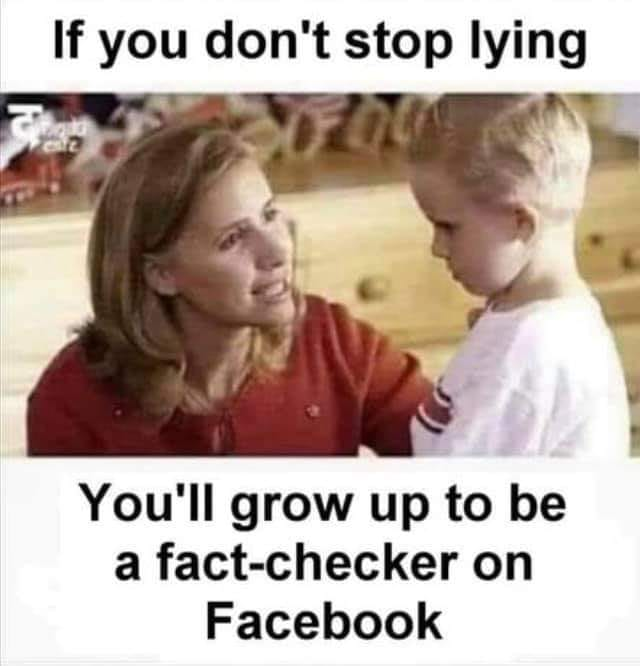 If you don't stop lying
You'll grow up to be
a fact-checker on
Facebook